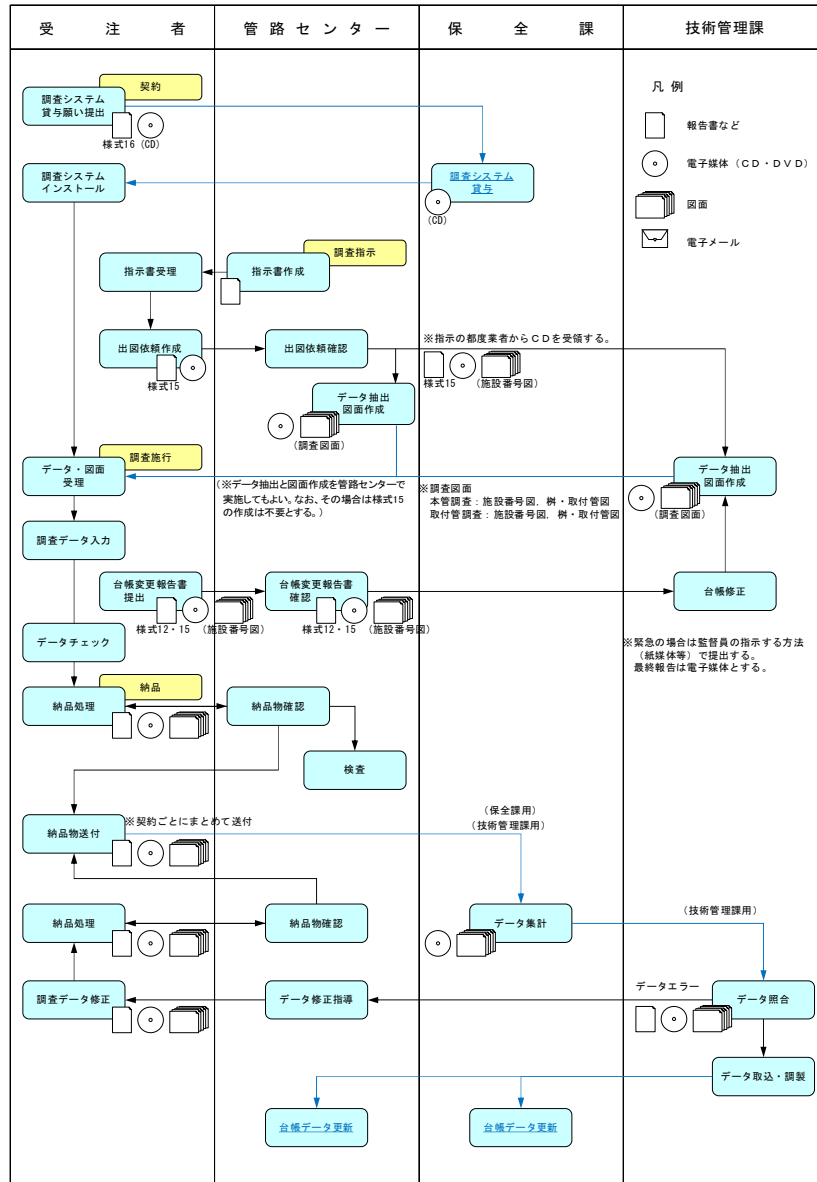 受注者
管路センター
保全課
技術管理課
契約
調査システム
貸与願い提出
様式16 (CD)
凡 例
報告書など
電子媒体（CD・DVD）
図面
電子メール
調査システム
インストール
調査システム
貸与
(CD)
調査指示
指示書受理
指示書作成
出図依頼作成
様式15
出図依頼確認
※指示の都度業者からCDを受領する。
様式15
(施設番号図)
データ抽出
図面作成
(調査図面)
調査施行
データ・図面
受理
(※データ抽出と図面作成を管路センターで
実施してもよい。なお、その場合は様式15
の作成は不要とする。)
※調査図面
本管調査：施設番号図，桝・取付管図
取付管調査：施設番号図，桝・取付管図
データ抽出
図面作成
(調査図面)
調査データ入力
台帳変更報告書
提出
様式12・15
(施設番号図)
台帳変更報告書
確認
様式12・15
(施設番号図)
台帳修正
データチェック
※緊急の場合は監督員の指示する方法
（紙媒体等）で提出する。
最終報告は電子媒体とする。
納品
納品処理
納品物確認
検査
納品物送付
※契約ごとにまとめて送付
(保全課用)
(技術管理課用)
納品処理
納品物確認
データ集計
(技術管理課用)
調査データ修正
データ修正指導
データエラー
データ照合
データ取込・調製
台帳データ更新
台帳データ更新